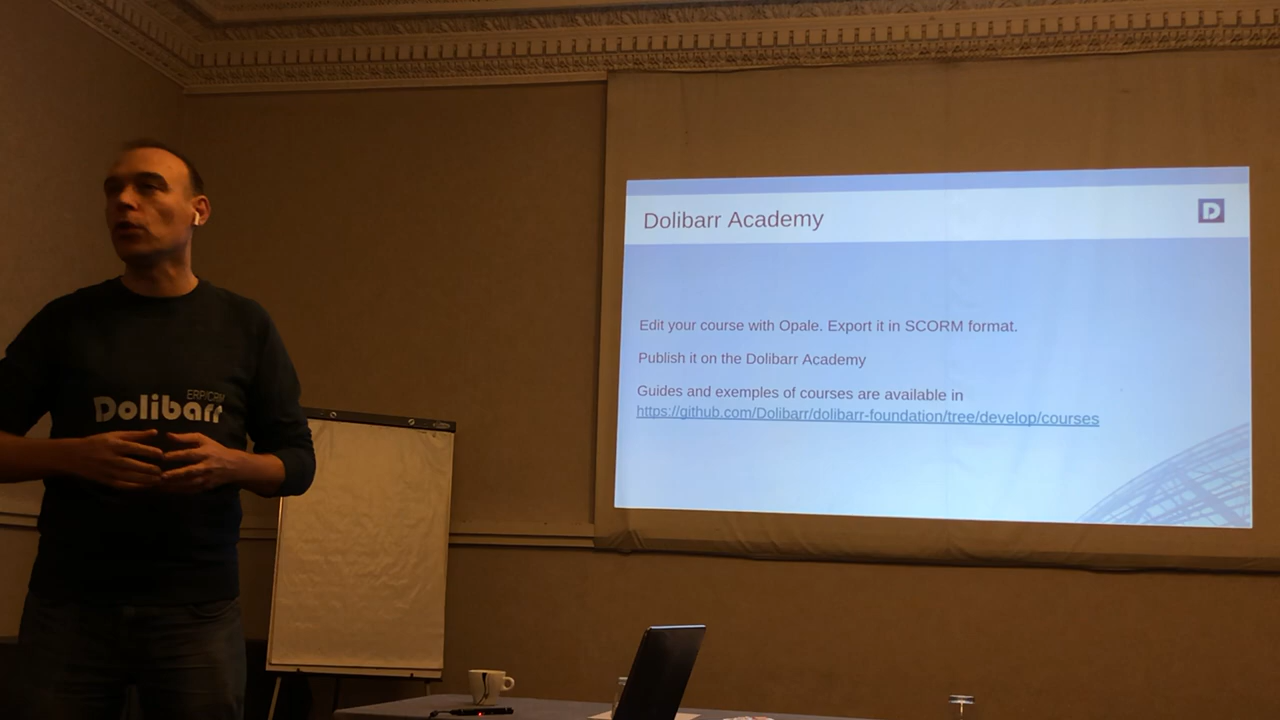 Dolibarr Academy
D
Edit your course with Opale. Export it in SCORM format.
Publish it on the Dolibarr Academy
Guides and exemples of courses are available in
https://github.com/Dolibarr/dolibarr-foundation/tree/develop/courses
ERP/CRM
Dolibarr